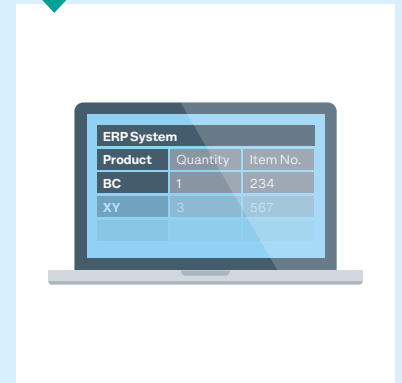 ERP System
Product Quantity Item No.
BC 1 234
XY 3 567